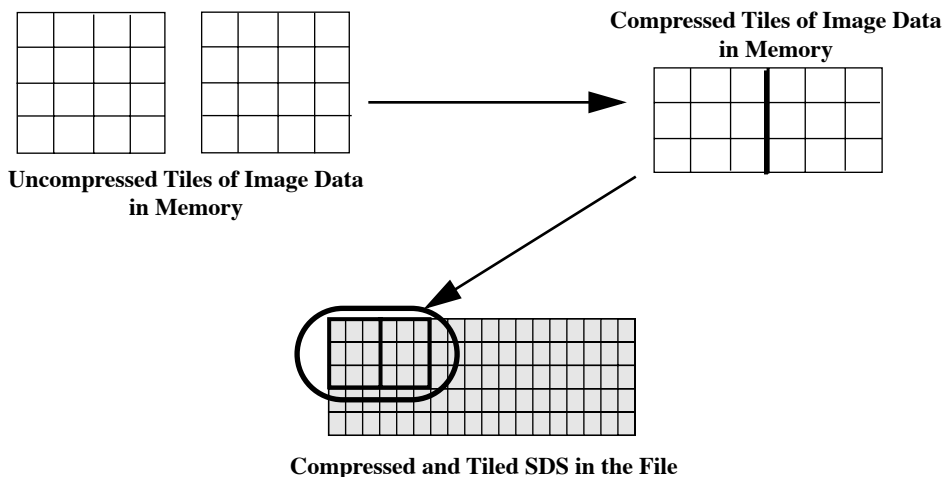 Compressed Tiles of Image Data
in Memory
Uncompressed Tiles of Image Data
in Memory
Compressed and Tiled SDS in the File